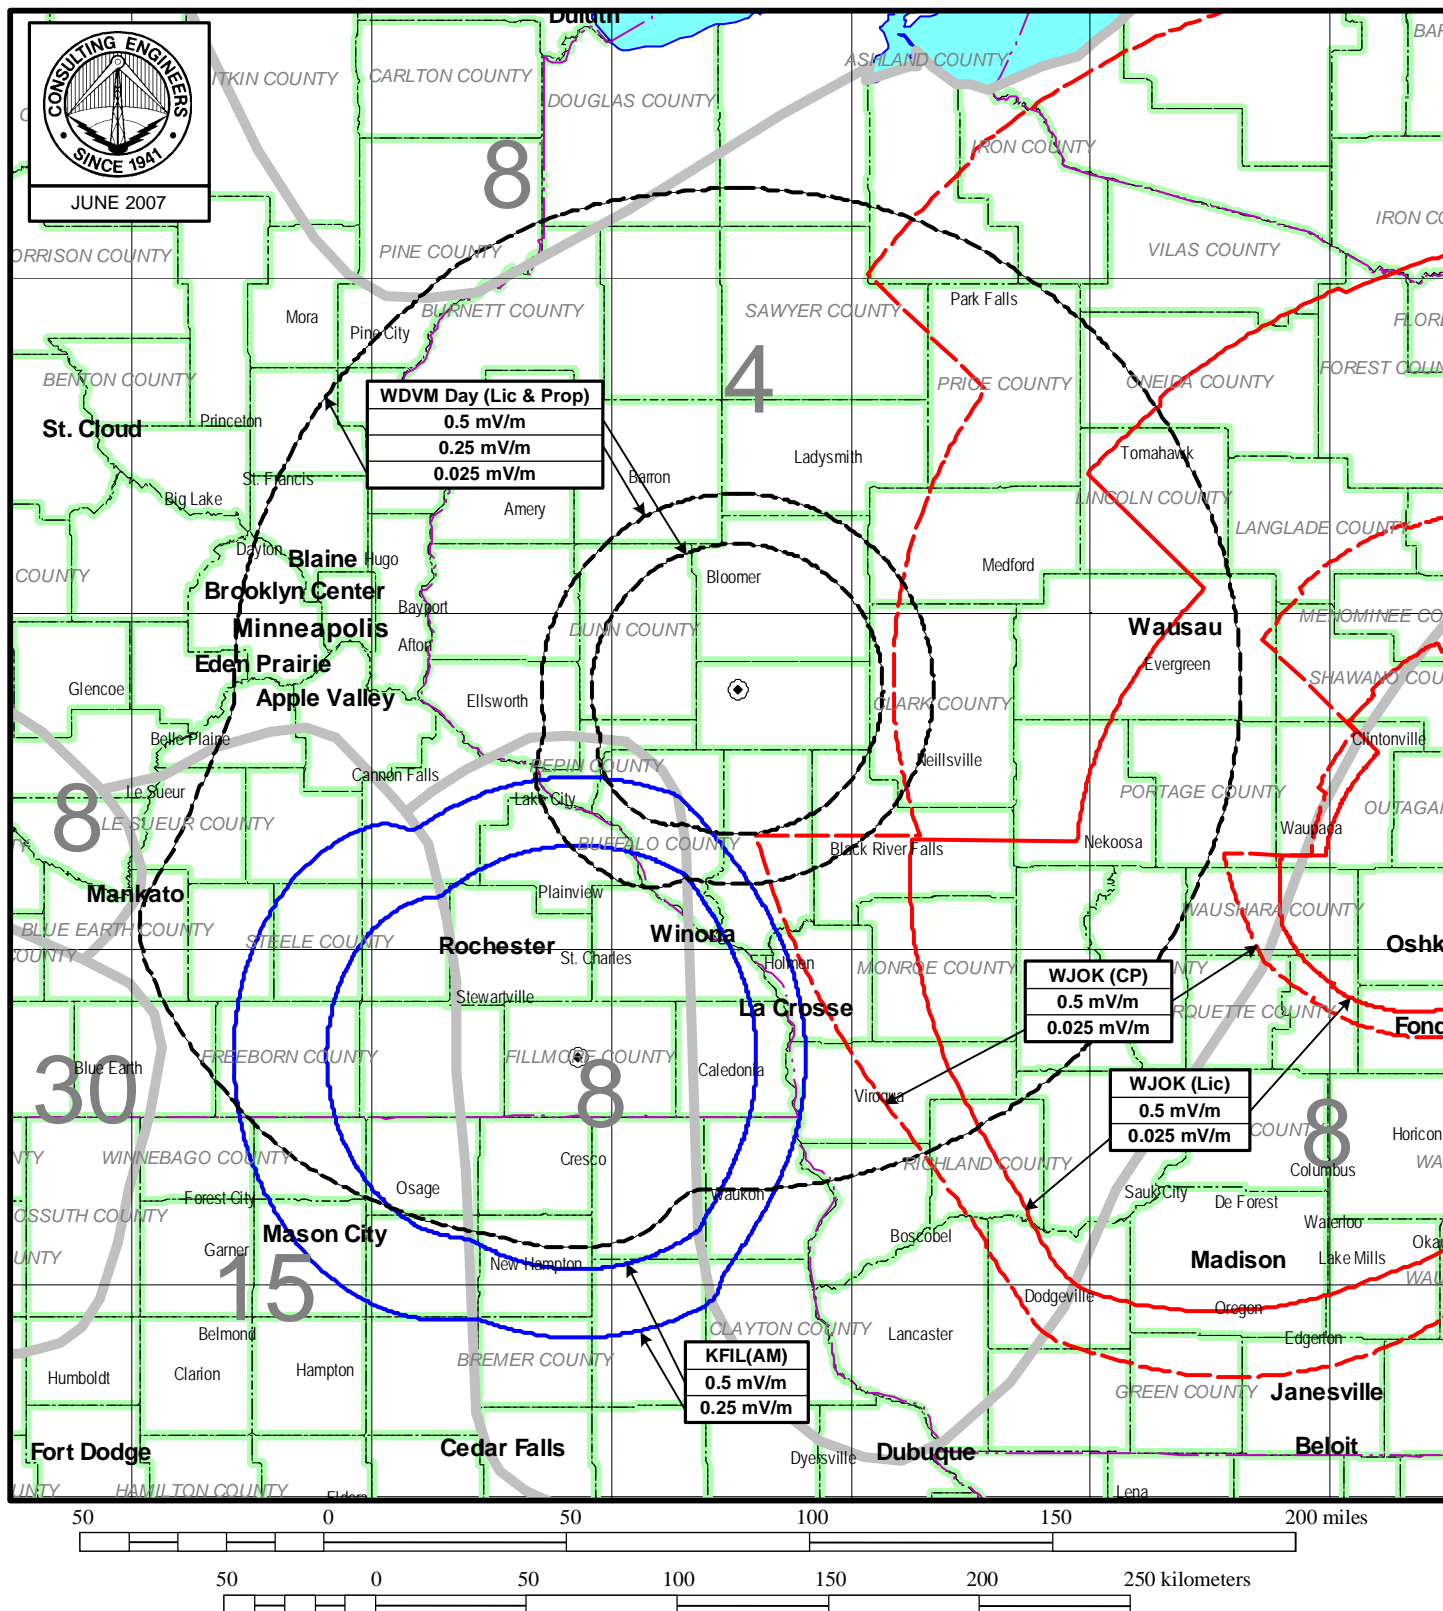 Duluth
CONSULTING ENGINEERS
• SINCE 1941 •
JUNE 2007
ITKIN COUNTY
CARLTON COUNTY
DOUGLAS COUNTY
ASHLAND COUNTY
BAR
IRON COUNTY
8
IRON CO
ORRISON COUNTY
PINE COUNTY
VILAS COUNTY
BURNETT COUNTY
SAWYER COUNTY
Park Falls
Mora
Pine City
FLORE
BENTON COUNTY
4
PRICE COUNTY
ONEIDA COUNTY
FOREST COUN
WDVM Day (Lic & Prop)
0.5 mV/m
0.25 mV/m
0.025 mV/m
St. Cloud
Princeton
Ladysmith
Tomahawk
St. Francis
Barron
Big Lake
Amery
LINCOLN COUNTY
LANGLADE COUNTY
Dayton
Blaine
Hugo
Medford
COUNTY
Bloomer
Brooklyn Center
Bayport
MENOMINEE CO
Minneapolis
DUNN COUNTY
Wausau
Afton
Eden Prairie
Evergreen
SHAWANO COU
Glencoe
Apple Valley
Ellsworth
CLARK COUNTY
Belle Plaine
Clintonville
Neillsville
PEPIN COUNTY
Cannon Falls
Le Sueur
Lake City
PORTAGE COUNTY
OUTAGAM
8
LE SUEUR COUNTY
Waupaca
BUFFALO COUNTY
Black River Falls
Nekoosa
Mankato
Plainview
WAUSHARA COUNTY
BLUE EARTH COUNTY
STEELE COUNTY
Winona
COUNTY
Rochester
Oshk
St. Charles
Holmen
MONROE COUNTY
NTY
WJOK (CP)
0.5 mV/m
0.025 mV/m
Stewartville
La Crosse
RQUETTE COUNTY
Fond
FREEBORN COUNTY
FILLMORE COUNTY
Blue Earth
Caledonia
30
8
Viroqua
WJOK (Lic)
0.5 mV/m
0.025 mV/m
8
COUNTY
Horicon
NTY
WINNEBAGO COUNTY
Cresco
RICHLAND COUNTY
WA
Columbus
Forest City
Osage
Waukon
Sauk City
De Forest
OSSUTH COUNTY
Waterloo
Mason City
Boscobel
Okau
Garner
UNTY
New Hampton
Madison
Lake Mills
15
WAU
Dodgeville
Oregon
Belmond
CLAYTON COUNTY
Lancaster
Edgerton
Humboldt
Clarion
Hampton
BREMER COUNTY
KFIL(AM)
0.5 mV/m
0.25 mV/m
GREEN COUNTY
Janesville
Fort Dodge
Cedar Falls
Dyersville
Dubuque
Beloit
UNTY
HAMILTON COUNTY
Eldora
Lena
50 0 50 100 150 200 miles
50 0 50 100 150 200 250 kilometers